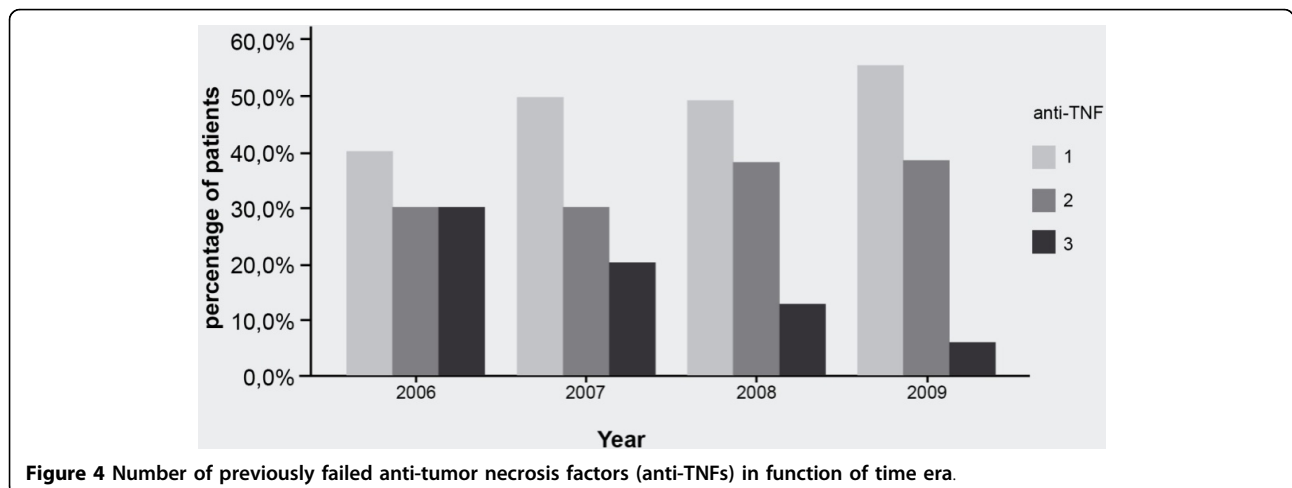 60,0%
50,0%
40,0%
30,0%
20,0%
10,0%
0,0%
percentage of patients
2006 2007 2008 2009
Year
anti-TNF
1
2
3
Figure 4 Number of previously failed anti-tumor necrosis factors (anti-TNFs) in function of time era.